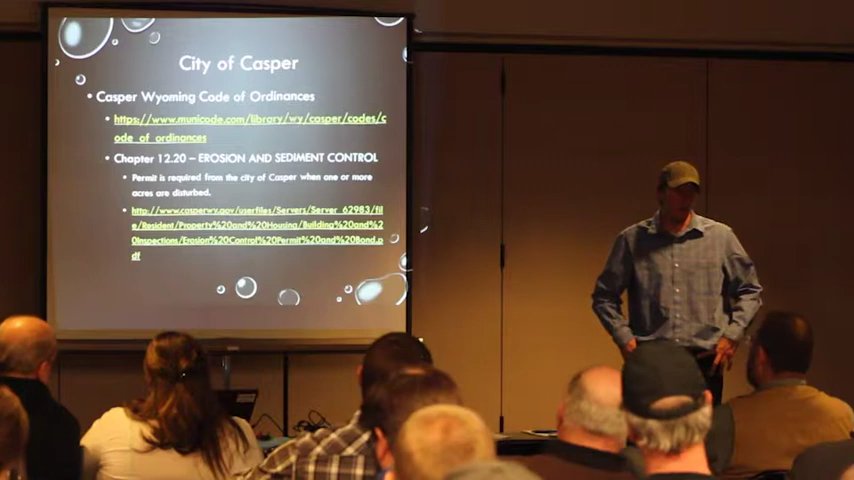 City of Casper
• Casper Wyoming Code of Ordinances
• https://www.municode.com/library/wy/casper/codes/c
ode_of_ordinances
• Chapter 12.20 – EROSION AND SEDIMENT CONTROL
• Permit is required from the city of Casper when one or more
acres are disturbed.
• http://www.casperwy.gov/userfiles/Servers/Server_62983/fil
e/Resident/Property%20and%20Housing/Building%20and%2
0Inspections/Erosion%20Control%20Permit%20and%20Bond.p
df